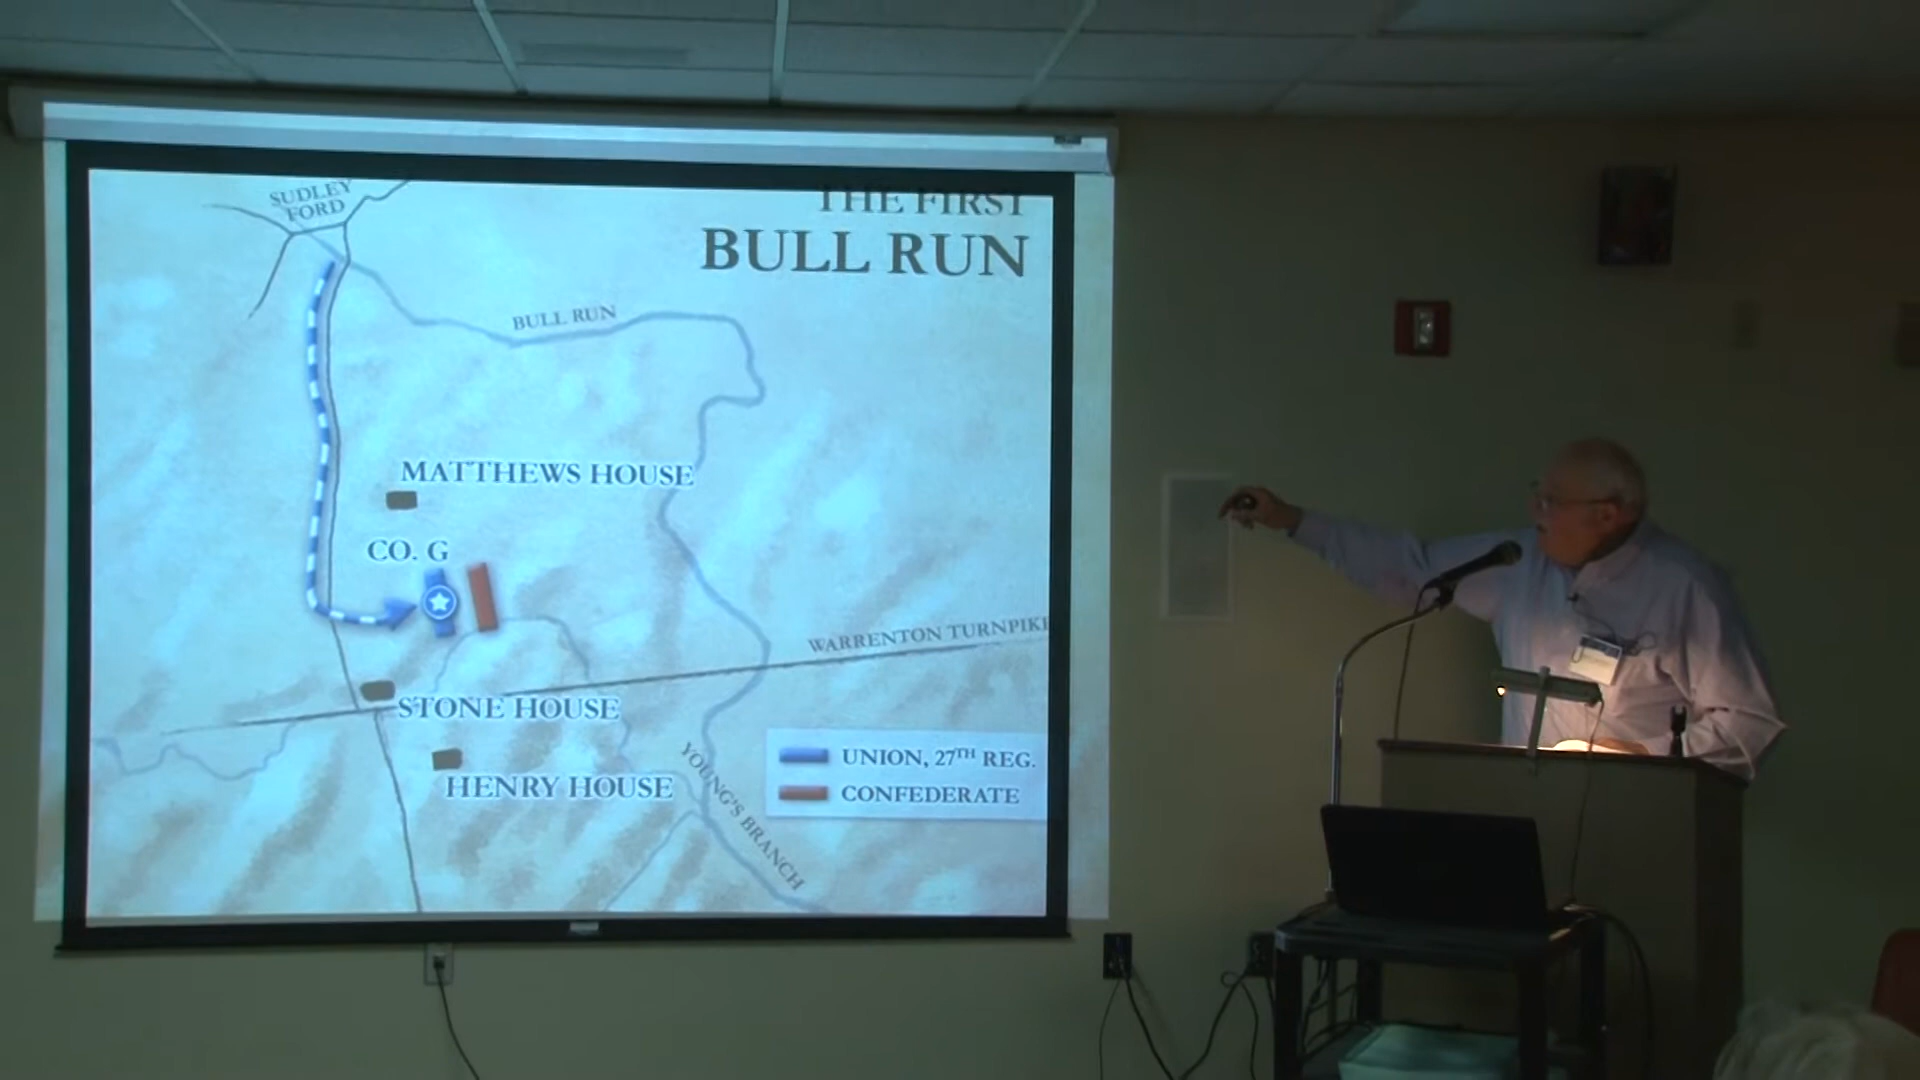 SUDLEY
FORD
THE FIRST
BULL RUN
BULL RUN
MATTHEWS HOUSE
CO. G
WARRENTON TURNPIKE
STONE HOUSE
HENRY HOUSE
YOUNG'S BRANCH
UNION, 27TH REG.
CONFEDERATE